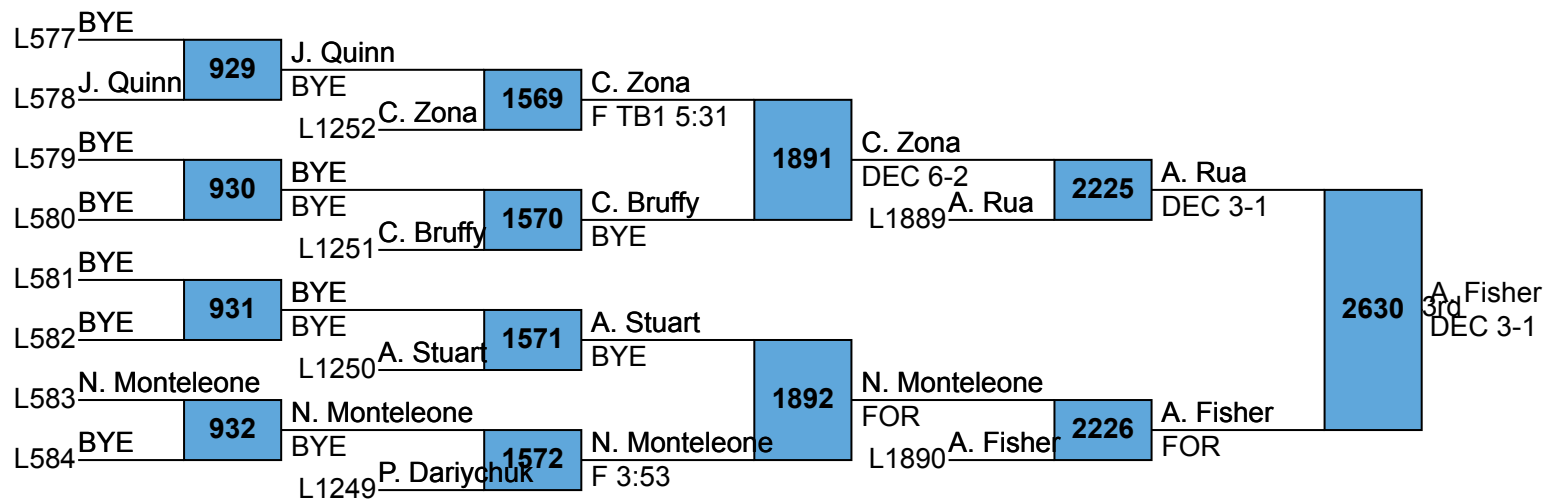 L577 BYE
929
L578 J. Quinn
J. Quinn
BYE
1569
L1252 C. Zona
C. Zona
F TB1 5:31
L579 BYE
930
L580 BYE
BYE
BYE
1570
L1251 C. Bruffy
C. Bruffy
BYE
1891
C. Zona
DEC 6-2
L1889 A. Rua
2225
A. Rua
DEC 3-1
L581 BYE
931
L582 BYE
BYE
BYE
1571
L1250 A. Stuart
A. Stuart
BYE
L583 N. Monteleone
932
L584 BYE
N. Monteleone
BYE
1572
L1249 P. Dariychuk
N. Monteleone
F 3:53
1892
N. Monteleone
FOR
L1890 A. Fisher
2226
A. Fisher
FOR
2630
3rd
A. Fisher
DEC 3-1